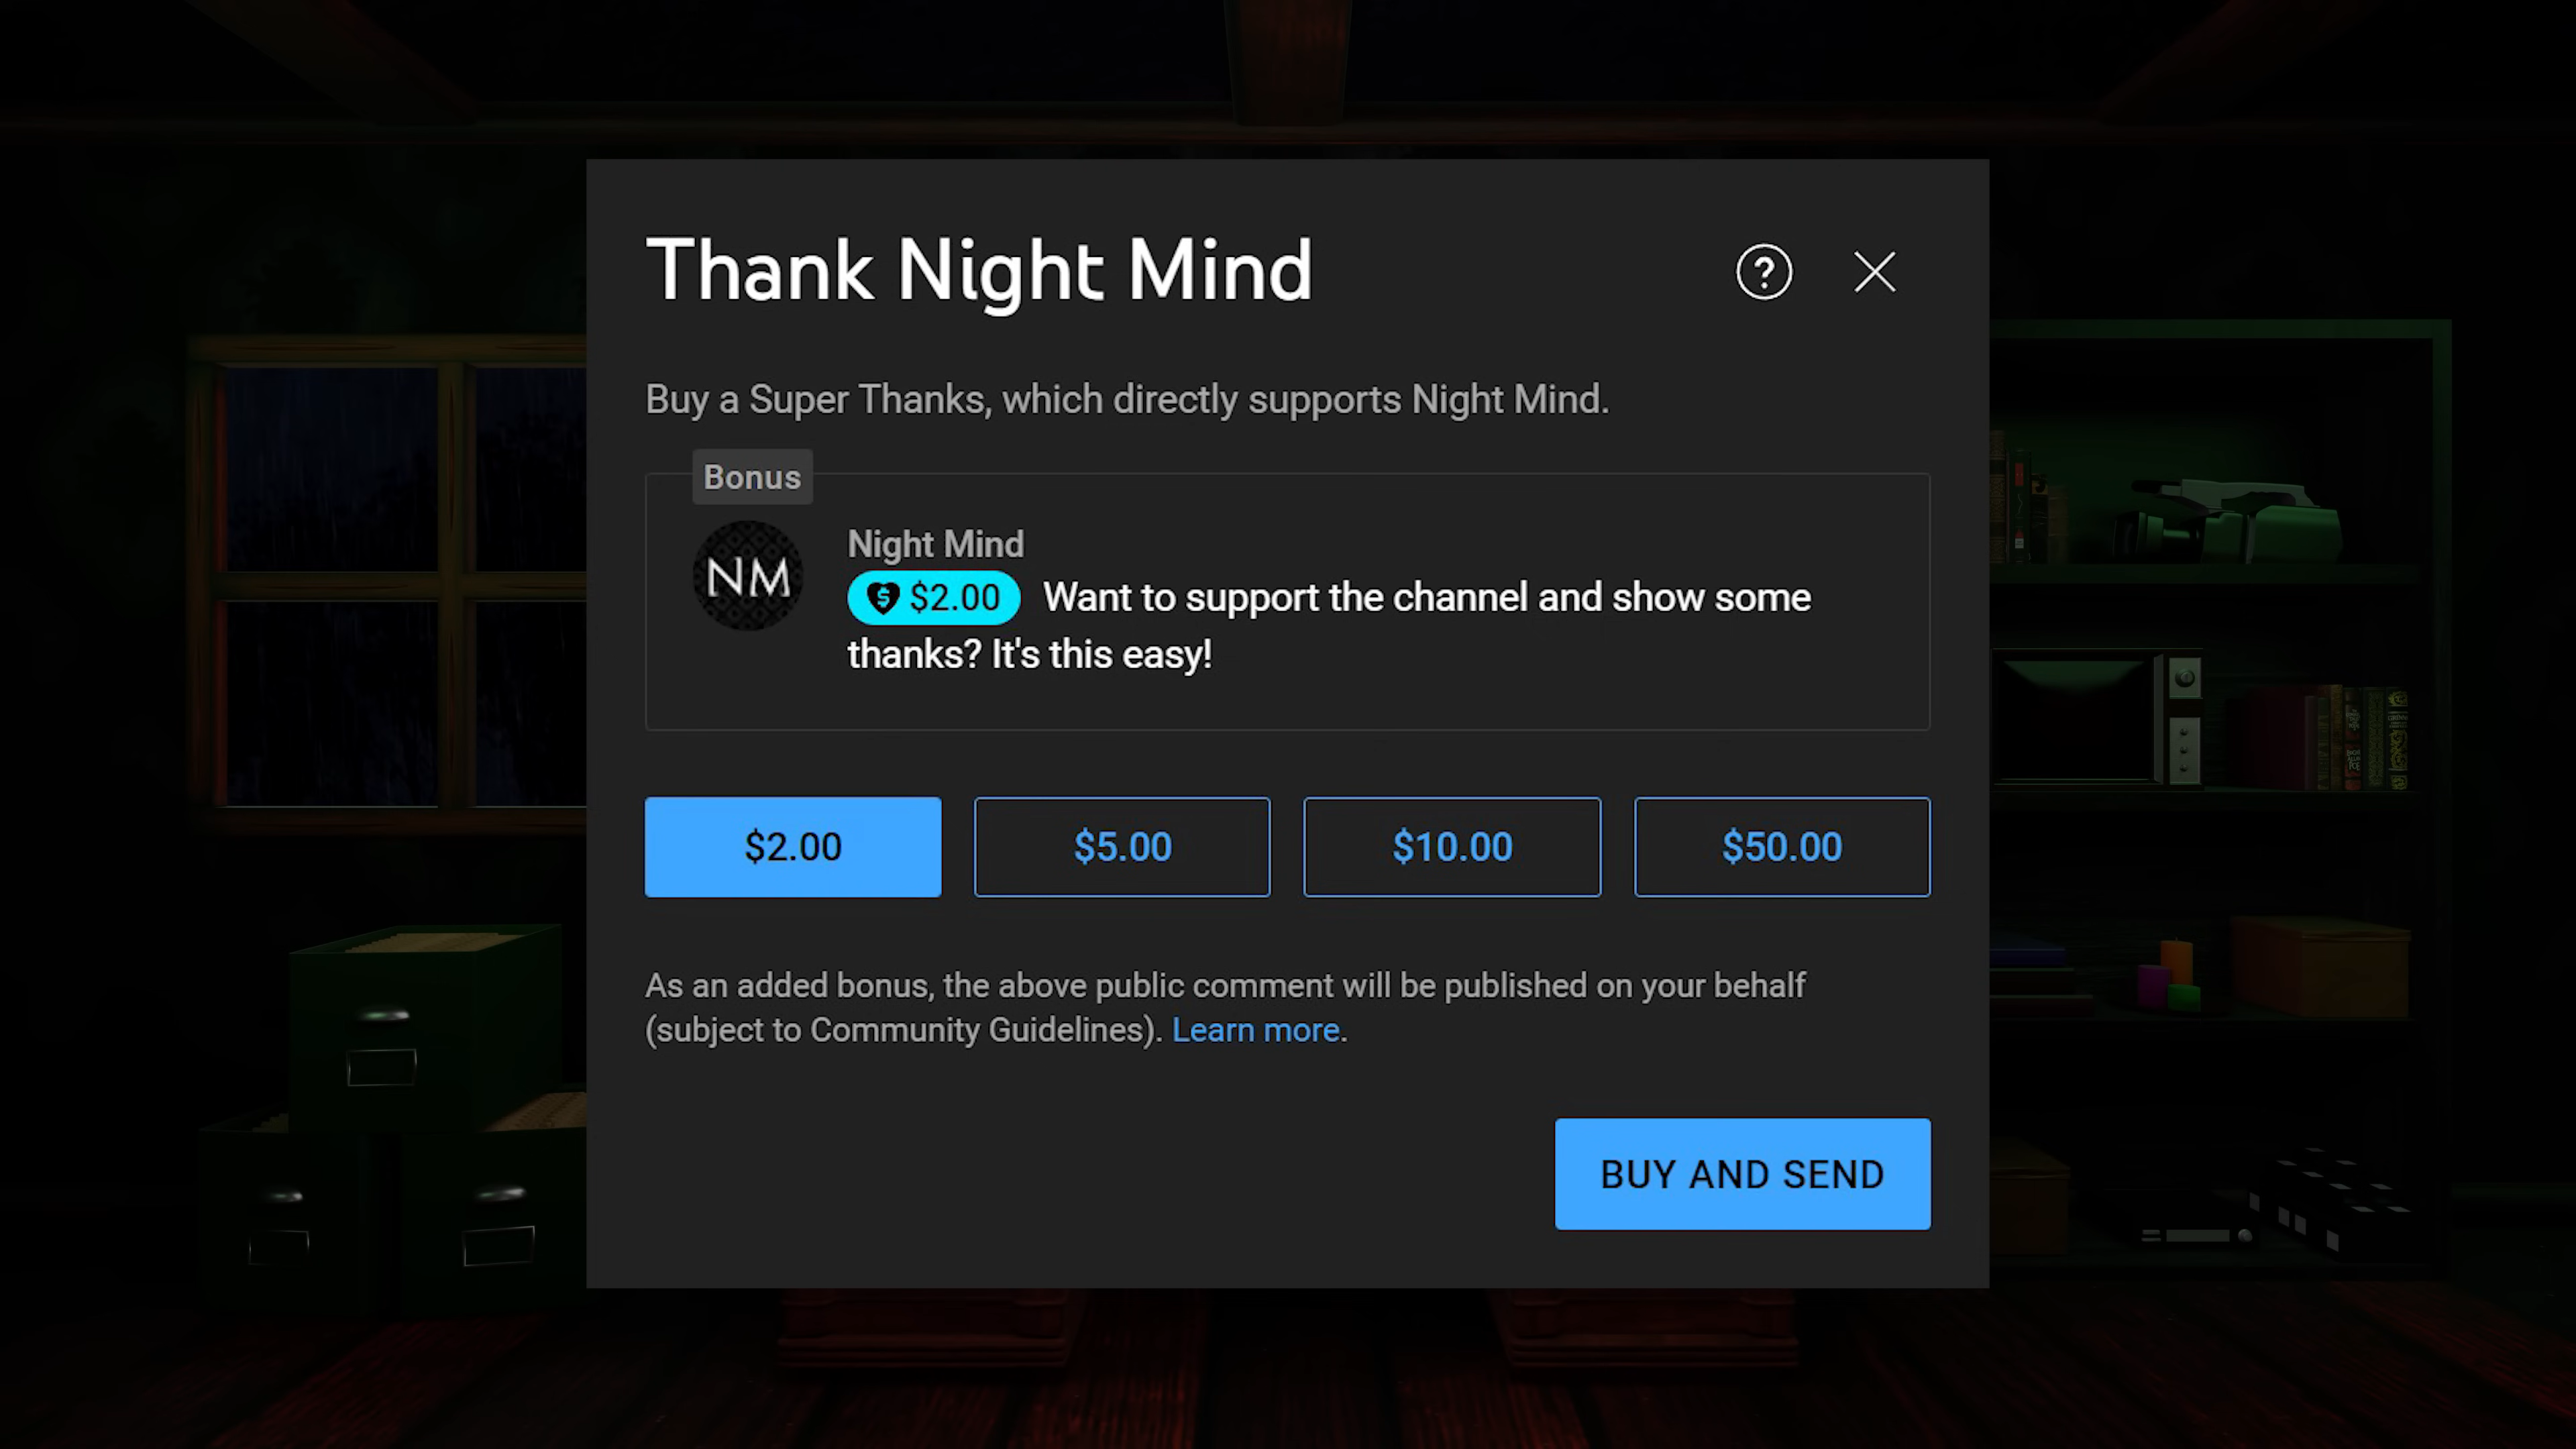 Thank Night Mind
Buy a Super Thanks, which directly supports Night Mind.
Bonus
NM
Night Mind
$2.00 Want to support the channel and show some
thanks? It's this easy!
$2.00
$5.00
$10.00
$50.00
As an added bonus, the above public comment will be published on your behalf
(subject to Community Guidelines). Learn more.
BUY AND SEND